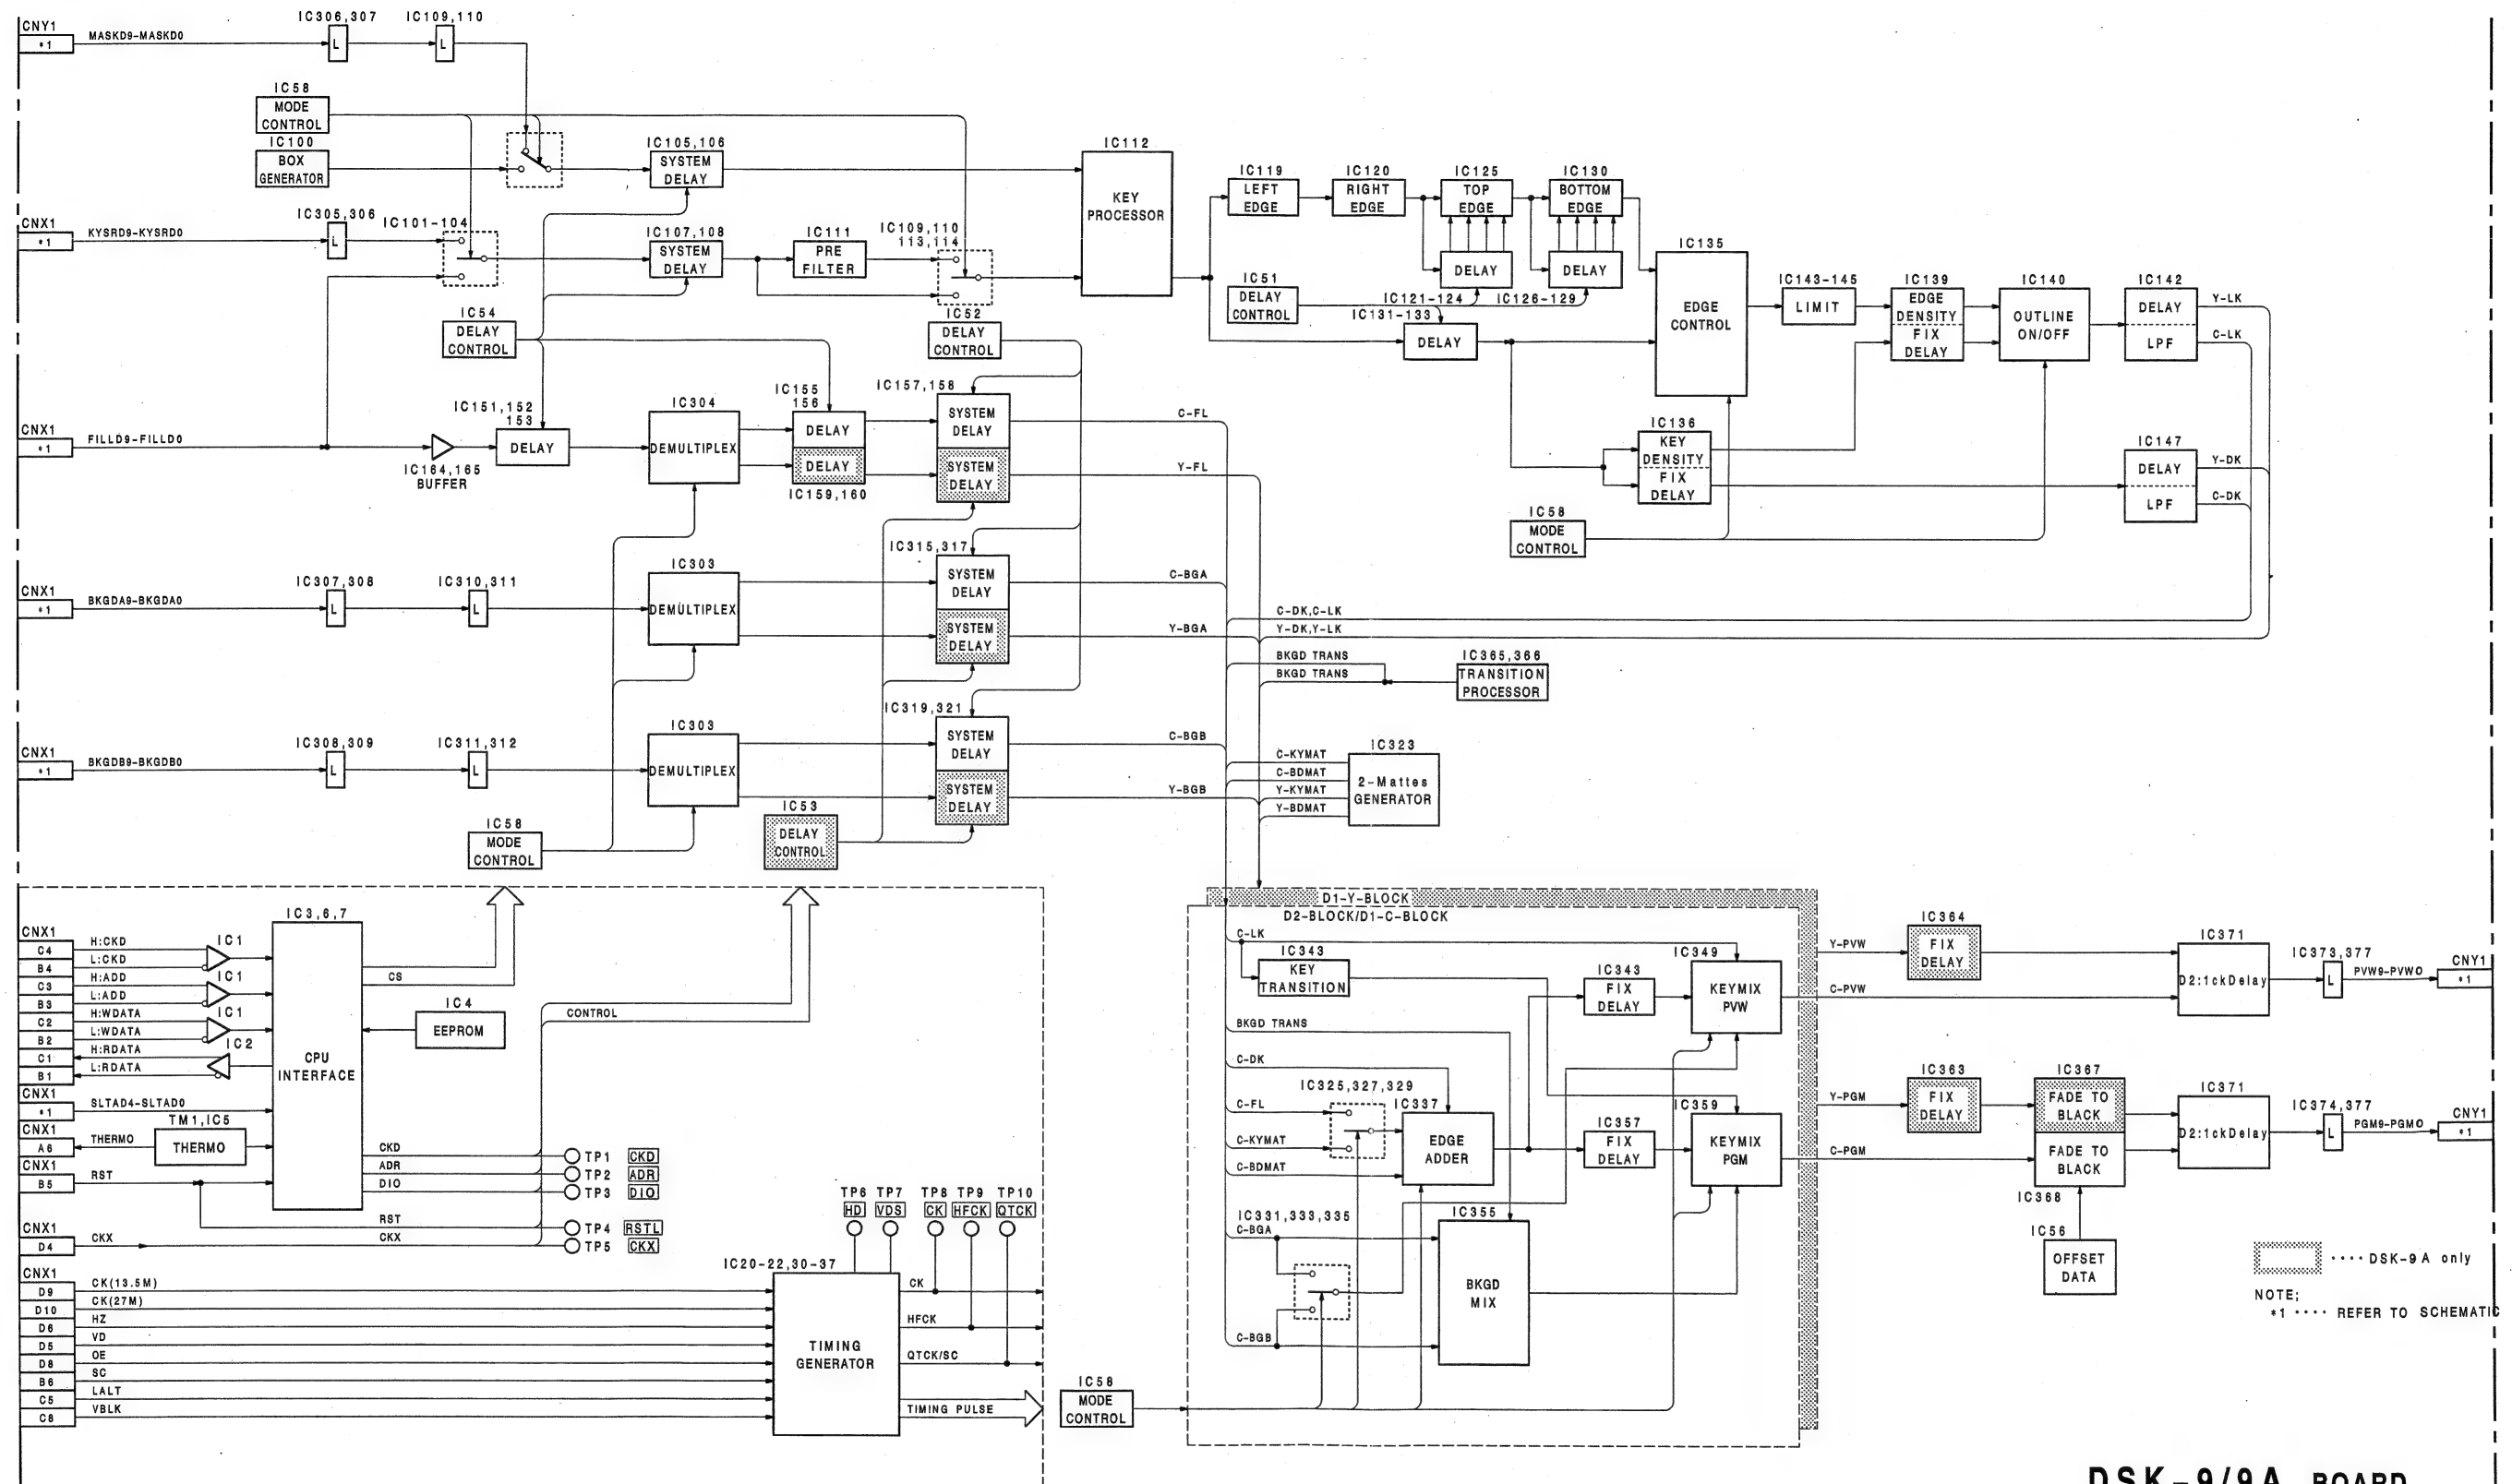 IC306,307
IC109,110
CNY1
*1
MASKD9-MASKD0
L
L
IC58
MODE
CONTROL
IC100
BOX
GENERATOR
IC105,106
SYSTEM
DELAY
IC112
KEY
PROCESSOR
CNX1
*1
KYSRD9-KYSRD0
IC305,306
L
IC101-104
IC107,108
SYSTEM
DELAY
IC111
PRE
FILTER
IC109,110
113,114
IC119
LEFT
EDGE
IC120
RIGHT
EDGE
IC125
TOP
EDGE
IC130
BOTTOM
EDGE
DELAY
DELAY
IC51
DELAY
CONTROL
IC121-124
IC126-129
IC131-133
DELAY
IC135
EDGE
CONTROL
IC143-145
LIMIT
IC139
EDGE
DENSITY
FIX
DELAY
IC140
OUTLINE
ON/OFF
IC142
DELAY
LPF
Y-LK
C-LK
IC54
DELAY
CONTROL
IC52
DELAY
CONTROL
CNX1
*1
FILLD9-FILLD0
IC164,165
BUFFER
IC151,152
153
DELAY
IC304
DEMULTIPLEX
IC155
156
DELAY
DELAY
IC159,160
IC157,158
SYSTEM
DELAY
SYSTEM
DELAY
C-FL
Y-FL
IC136
KEY
DENSITY
FIX
DELAY
IC147
DELAY
LPF
Y-DK
C-DK
IC58
MODE
CONTROL
CNX1
*1
BKGDA9-BKGDA0
IC307,308
L
IC310,311
L
IC303
DEMULTIPLEX
IC315,317
SYSTEM
DELAY
SYSTEM
DELAY
C-BGA
Y-BGA
C-DK,C-LK
Y-DK,Y-LK
BKGD TRANS
BKGD TRANS
IC365,366
TRANSITION
PROCESSOR
CNX1
*1
BKGDB9-BKGDB0
IC308,309
L
IC311,312
L
IC303
DEMULTIPLEX
IC319,321
SYSTEM
DELAY
SYSTEM
DELAY
C-BGB
Y-BGB
C-KYMAT
C-BDMAT
Y-KYMAT
Y-BDMAT
IC323
2-Mattes
GENERATOR
IC58
MODE
CONTROL
IC53
DELAY
CONTROL
CNX1
C4
B4
C3
B3
C2
B2
C1
B1
H:CKD
L:CKD
H:ADD
L:ADD
H:WDATA
L:WDATA
H:RDATA
L:RDATA
IC1
IC1
IC1
IC2
IC3,6,7
CPU
INTERFACE
CS
IC4
EEPROM
CONTROL
CNX1
*1
SLTAD4-SLTAD0
CNX1
A6
THERMO
TM1,IC5
THERMO
CNX1
B5
RST
CKD
ADR
DIO
RST
CKX
TP1 CKD
TP2 ADR
TP3 DIO
TP4 RSTL
TP5 CKX
CNX1
D4
CKX
CNX1
D9
D10
D6
D5
D8
B6
C5
C8
CK(13.5M)
CK(27M)
HZ
VD
OE
SC
LALT
VBLK
IC20-22,30-37
TIMING
GENERATOR
TP6 TP7 TP8 TP9 TP10
HD VDS CK HFCK QTCK
CK
HFCK
QTCK/SC
TIMING PULSE
IC58
MODE
CONTROL
D1-Y-BLOCK
D2-BLOCK/D1-C-BLOCK
C-LK
IC343
KEY
TRANSITION
BKGD TRANS
C-DK
IC325,327,329
C-FL
C-KYMAT
C-BDMAT
IC337
EDGE
ADDER
IC343
FIX
DELAY
IC357
FIX
DELAY
IC349
KEYMIX
PVW
IC359
KEYMIX
PGM
IC331,333,335
C-BGA
C-BGB
IC355
BKGD
MIX
Y-PVW
C-PVW
IC364
FIX
DELAY
IC371
D2:1ckDelay
IC373,377
L
PVW9-PVW0
CNY1
*1
Y-PGM
C-PGM
IC363
FIX
DELAY
IC367
FADE TO
BLACK
FADE TO
BLACK
IC368
IC56
OFFSET
DATA
IC371
D2:1ckDelay
IC374,377
L
PGM9-PGM0
CNY1
*1
···· DSK-9A only
NOTE;
*1 ···· REFER TO SCHEMATIC
DSK-9/9A BOARD